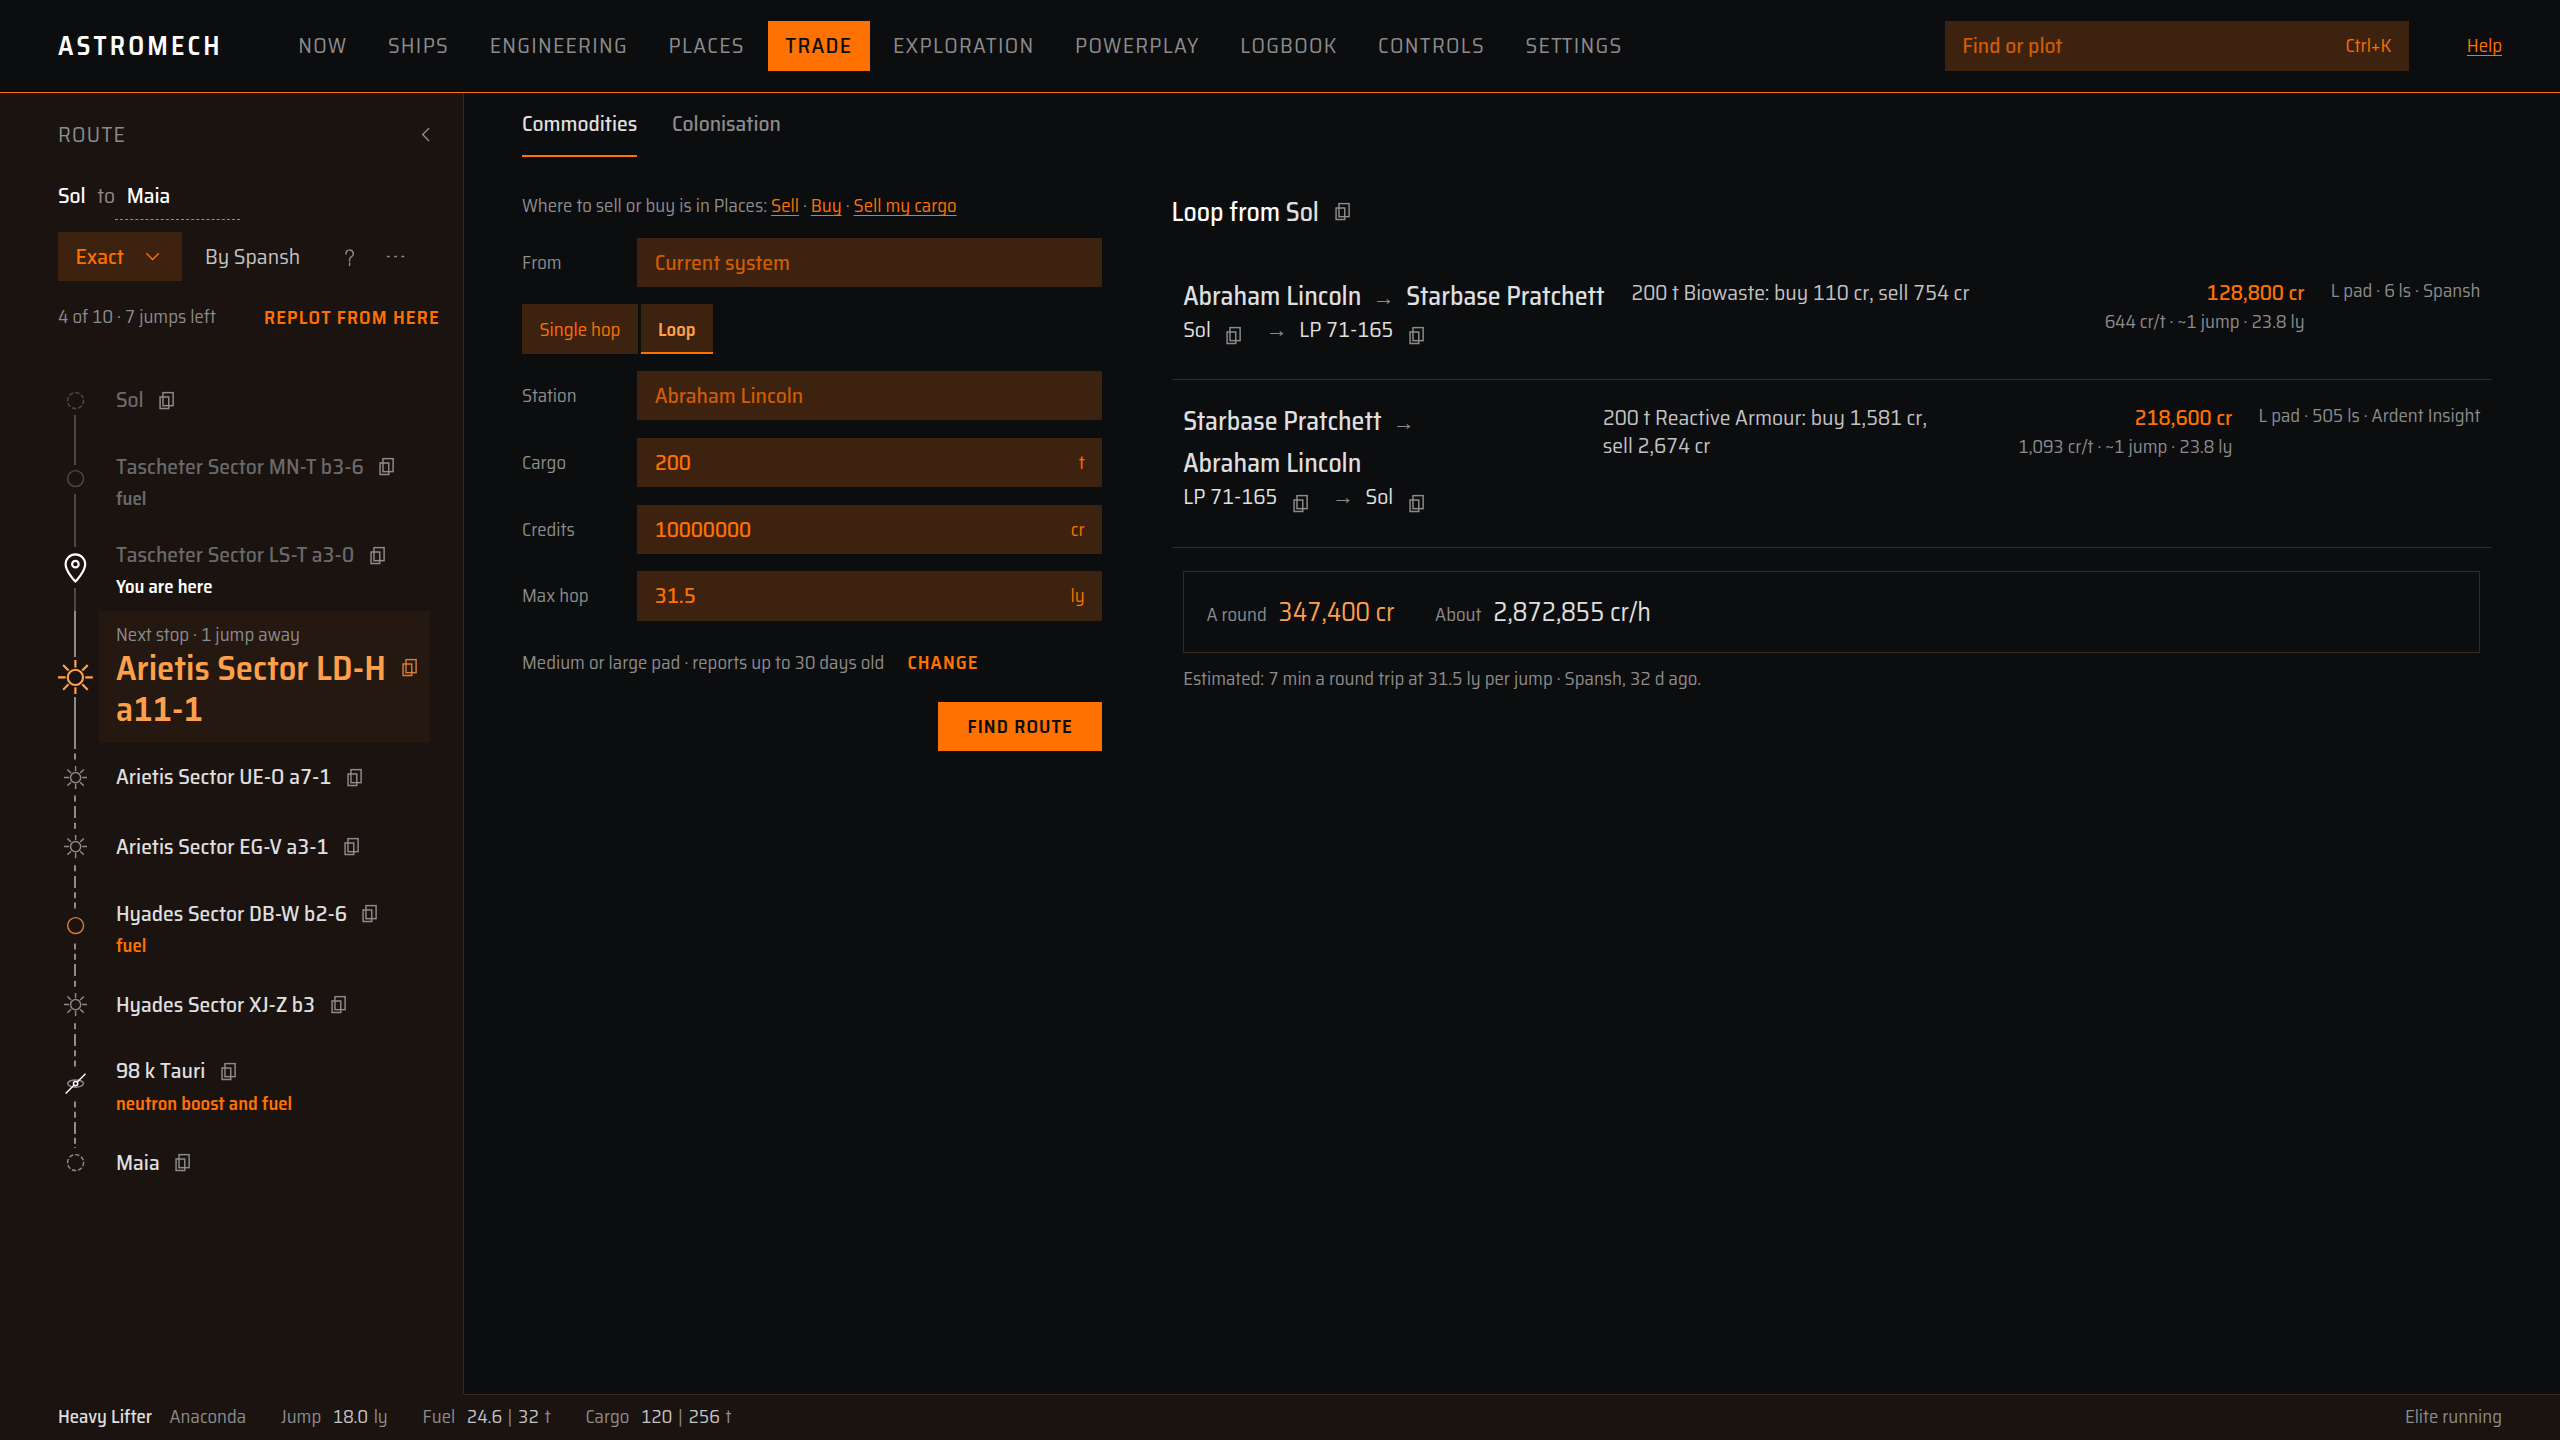 ASTROMECH NOW SHIPS ENGINEERING PLACES TRADE EXPLORATION POWERPLAY LOGBOOK CONTROLS SETTINGS Find or plot Ctrl+K Help
ROUTE
Sol to Maia
Exact By Spansh ? ---
4 of 10 · 7 jumps left REPLOT FROM HERE
Sol
Tascheter Sector MN-T b3-6
fuel
Tascheter Sector LS-T a3-0
You are here
Next stop · 1 jump away
Arietis Sector LD-H
a11-1
Arietis Sector UE-O a7-1
Arietis Sector EG-V a3-1
Hyades Sector DB-W b2-6
fuel
Hyades Sector XJ-Z b3
98 k Tauri
neutron boost and fuel
Maia
Commodities Colonisation
Where to sell or buy is in Places: Sell · Buy · Sell my cargo
From Current system
Single hop Loop
Station Abraham Lincoln
Cargo 200 t
Credits 10000000 cr
Max hop 31.5 ly
Medium or large pad · reports up to 30 days old CHANGE
FIND ROUTE
Loop from Sol
Abraham Lincoln → Starbase Pratchett 200 t Biowaste: buy 110 cr, sell 754 cr 128,800 cr L pad · 6 ls · Spansh
644 cr/t · ~1 jump · 23.8 ly
Sol → LP 71-165
Starbase Pratchett → 200 t Reactive Armour: buy 1,581 cr, 218,600 cr L pad · 505 ls · Ardent Insight
sell 2,674 cr 1,093 cr/t · ~1 jump · 23.8 ly
Abraham Lincoln
LP 71-165 → Sol
A round 347,400 cr About 2,872,855 cr/h
Estimated: 7 min a round trip at 31.5 ly per jump · Spansh, 32 d ago.
Heavy Lifter Anaconda Jump 18.0 ly Fuel 24.6 | 32 t Cargo 120 | 256 t Elite running